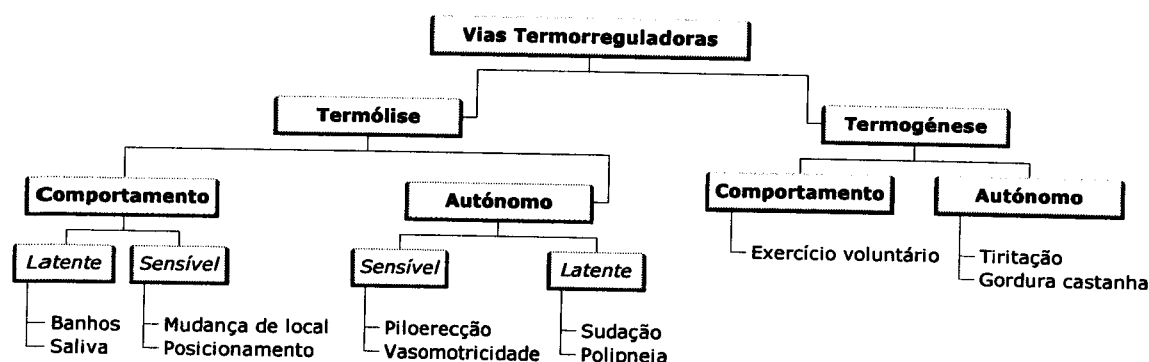 Vias Termorreguladoras
Termólise
Termogénese
Comportamento
Autónomo
Comportamento
Autónomo
Latente
Sensível
Sensível
Latente
Exercício voluntário
Tiritação
Gordura castanha
Banhos
Saliva
Mudança de local
Posicionamento
Piloerecção
Vasomotricidade
Sudação
Polipneia